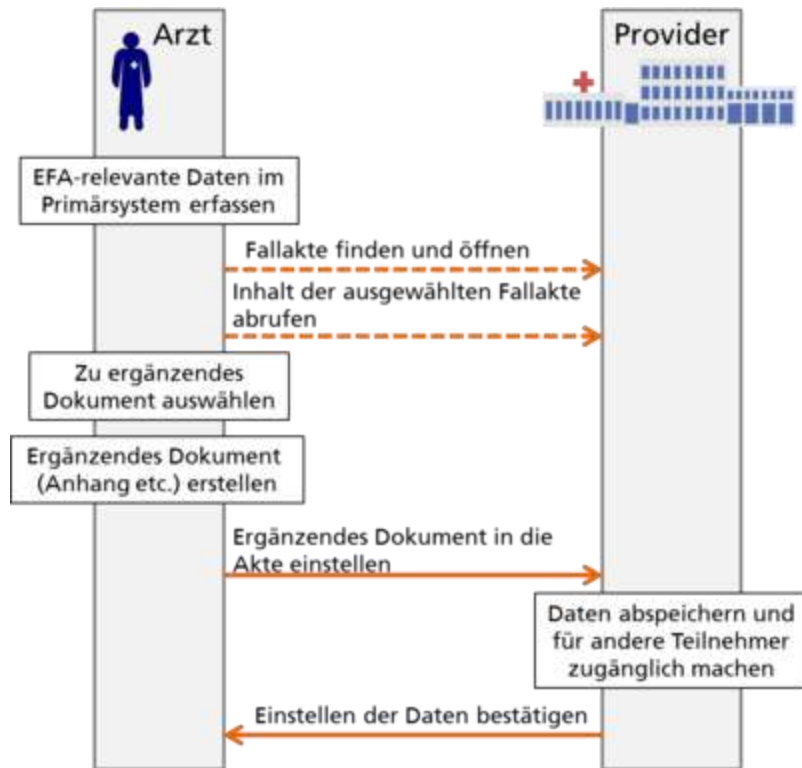 Arzt
Provider
EFA-relevante Daten im
Primärsystem erfassen
Fallakte finden und öffnen
Inhalt der ausgewählten Fallakte
abrufen
Zu ergänzendes
Dokument auswählen
Ergänzendes Dokument
(Anhang etc.) erstellen
Ergänzendes Dokument in die
Akte einstellen
Daten abspeichern und
für andere Teilnehmer
zugänglich machen
Einstellen der Daten bestätigen